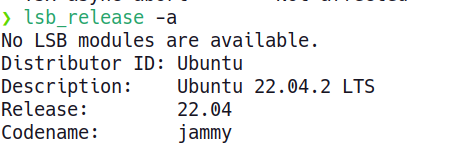 ❯ lsb_release -a
No LSB modules are available.
Distributor ID: Ubuntu
Description:    Ubuntu 22.04.2 LTS
Release:        22.04
Codename:       jammy